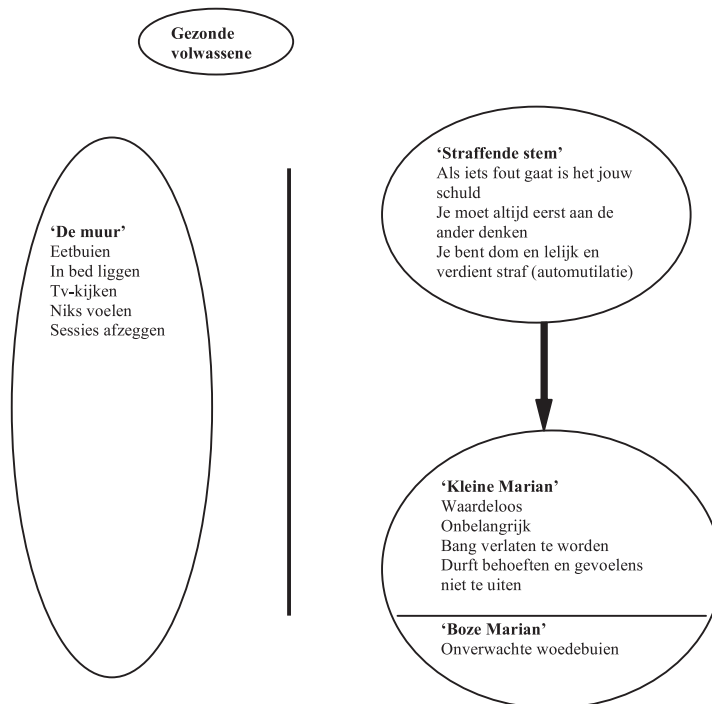 Gezonde
volwassene
‘Straffende stem’
Als iets fout gaat is het jouw
schuld
Je moet altijd eerst aan de
ander denken
Je bent dom en lelijk en
verdient straf (automutilatie)
‘De muur’
Eetbuien
In bed liggen
Tv-kijken
Niks voelen
Sessies afzeggen
‘Kleine Marian’
Waardeloos
Onbelangrijk
Bang verlaten te worden
Durft behoeften en gevoelens
niet te uiten
‘Boze Marian’
Onverwachte woedebuien